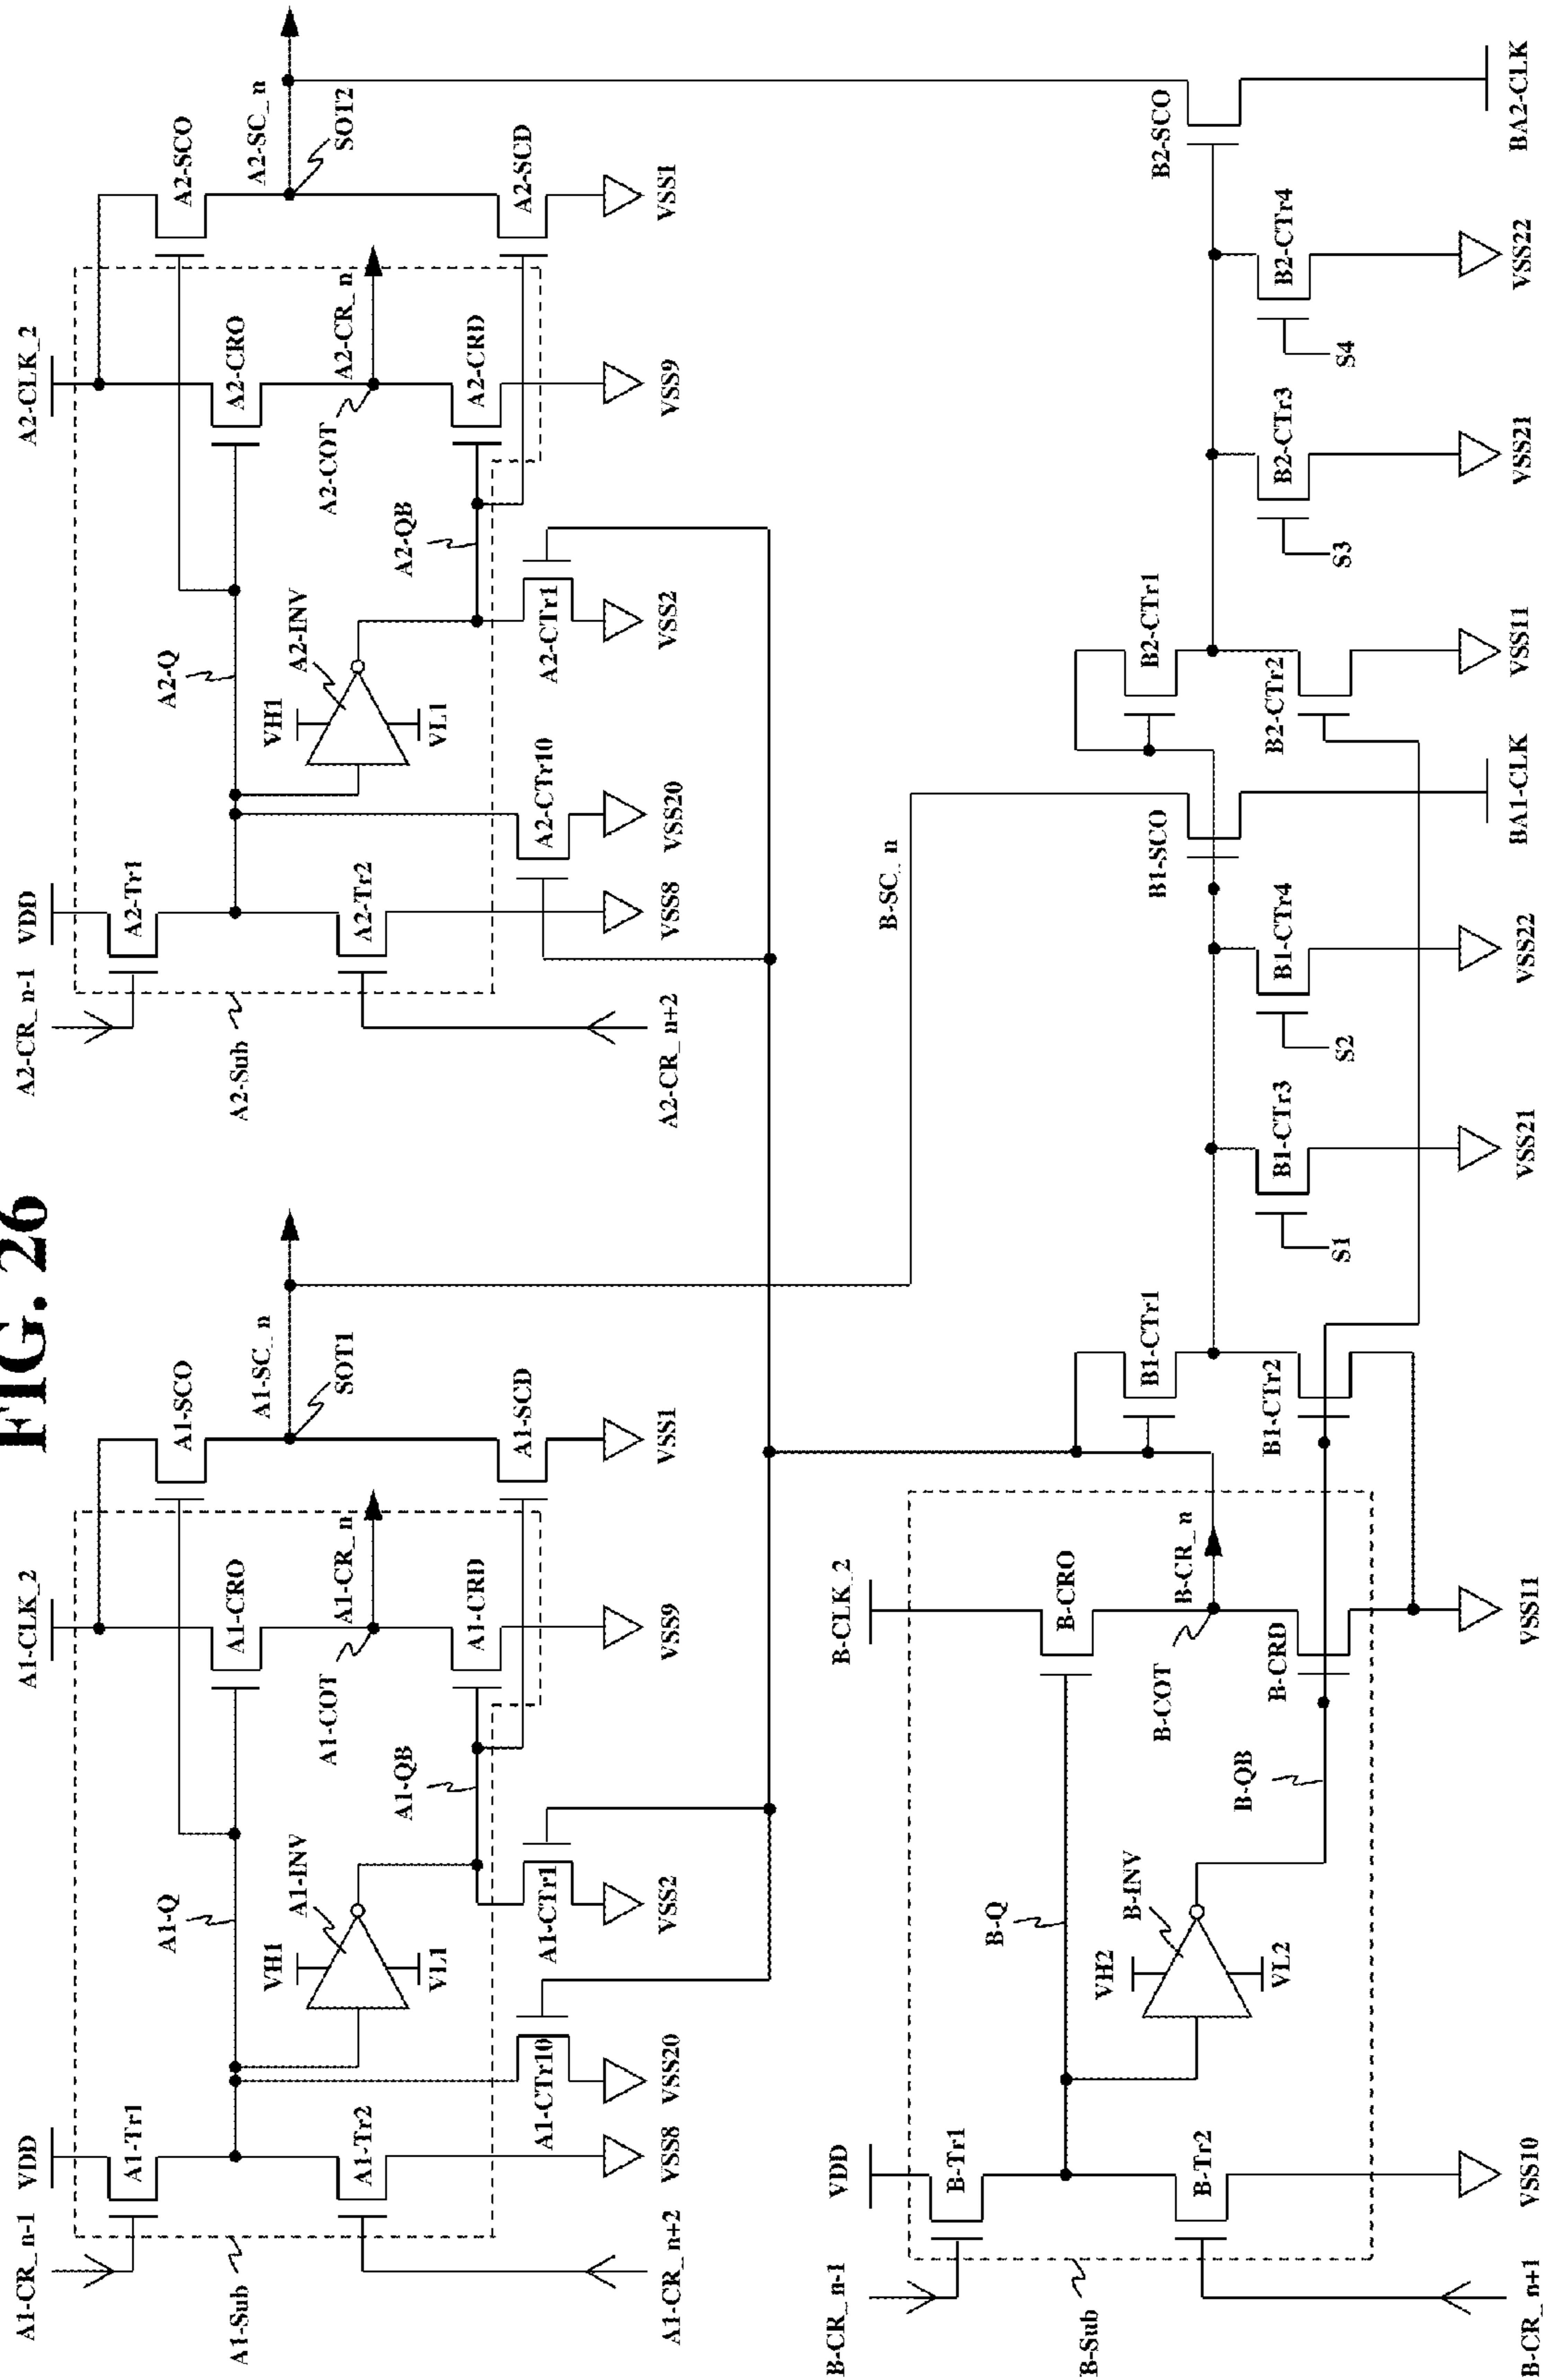 FIG. 26
A1-CR_n-1
VDD
A1-Tr1
A1-Q
A1-CLK_2
A1-SCO
A1-CRO
A1-SC_n
SOT1
A1-INV
VH1
VL1
A1-COT
A1-CR_n
A1-Tr2
A1-QB
A1-CRD
A1-SCD
A1-Sub
A1-CTr10
A1-CTr1
A1-CR_n+2
VSS8
VSS20
VSS2
VSS9
VSS1
A2-CR_n-1
VDD
A2-Tr1
A2-Q
A2-CLK_2
A2-SCO
A2-CRO
A2-SC_n
SOT2
A2-INV
VH1
VL1
A2-COT
A2-CR_n
A2-Tr2
A2-QB
A2-CRD
A2-SCD
A2-Sub
A2-CTr10
A2-CTr1
A2-CR_n+2
VSS8
VSS20
VSS2
VSS9
VSS1
B-CR_n-1
VDD
B-Tr1
B-Q
B-CLK_2
B-CRO
B-INV
VH2
VL2
B-COT
B-CR_n
B-Tr2
B-QB
B-CRD
B-Sub
B-CR_n+1
VSS10
VSS11
B1-CTr1
B1-CTr2
B-SC_n
S1
B1-CTr3
S2
B1-CTr4
B1-SCO
VSS21
VSS22
BA1-CLK
B2-CTr1
B2-CTr2
S3
B2-CTr3
S4
B2-CTr4
B2-SCO
VSS11
VSS21
VSS22
BA2-CLK